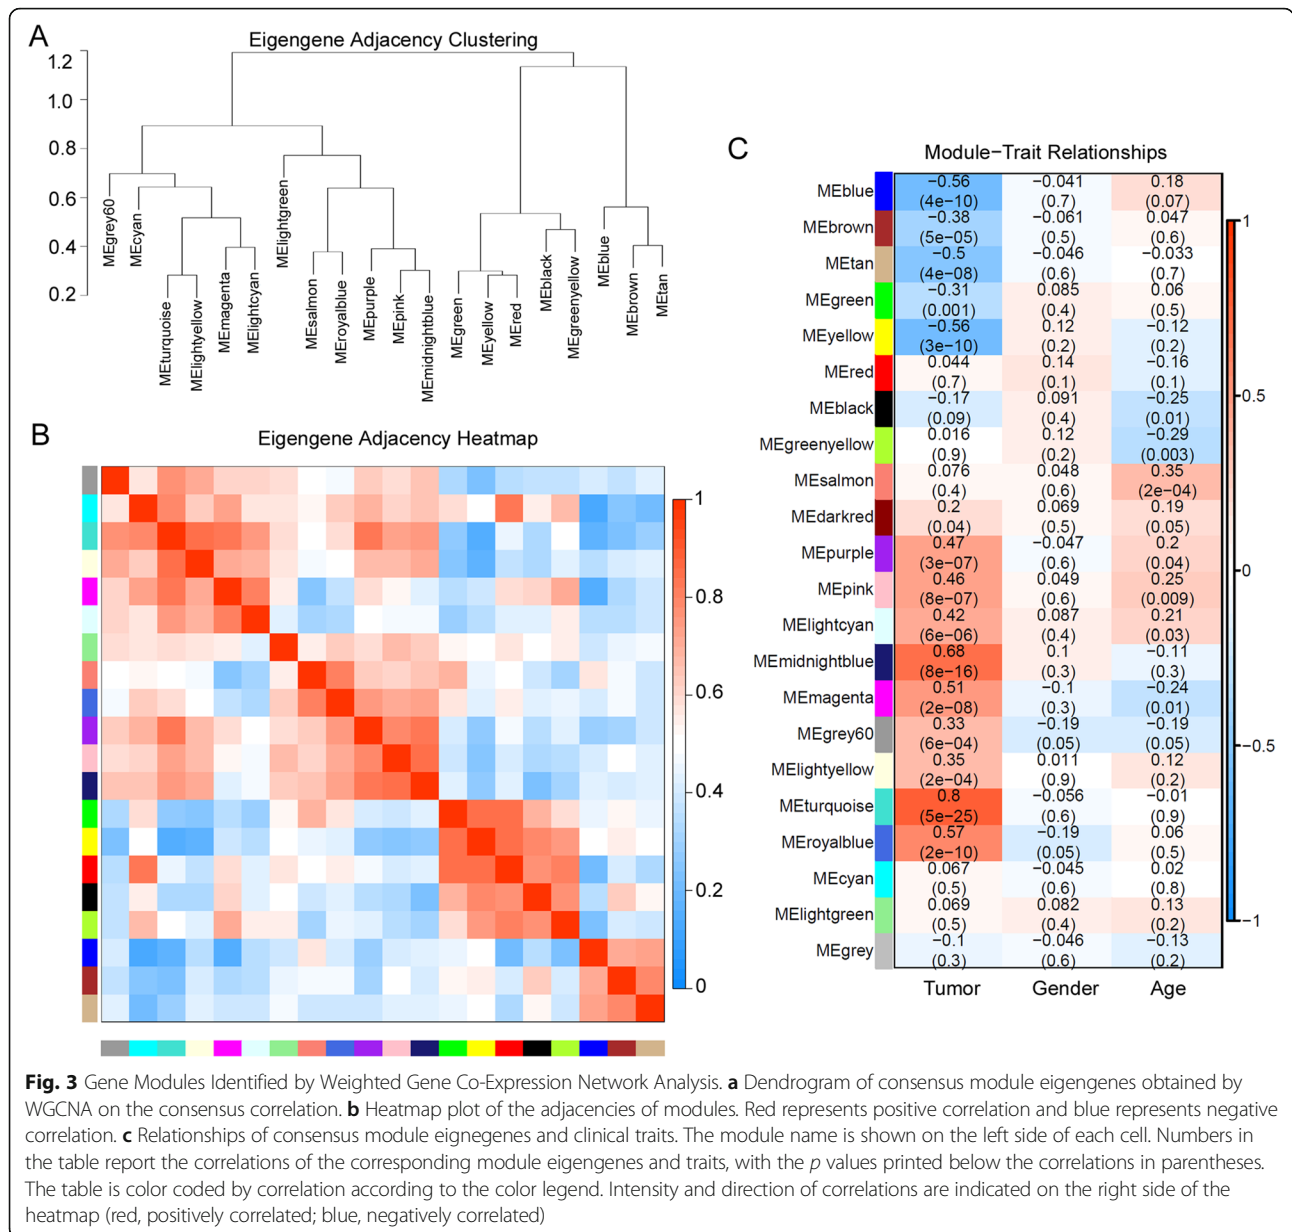 A
Eigengene Adjacency Clustering
1.2
1.0
0.8
0.6
0.4
0.2
MEgrey60
MEcyan
MEturquoise
MElightyellow
MEmagenta
MElightcyan
MElightgreen
MEsalmon
MEroyalblue
MEpurple
MEpink
MEmidnightblue
MEgreen
MEyellow
MEred
MEblack
MEgreenyellow
MEblue
MEbrown
MEtan
B
Eigengene Adjacency Heatmap
1
0.8
0.6
0.4
0.2
0
C
Module−Trait Relationships
MEblue −0.56 −0.041 0.18
(4e−10) (0.7) (0.07)
MEbrown −0.38 −0.061 0.047
(5e−05) (0.5) (0.6)
MEtan −0.5 −0.046 −0.033
(4e−08) (0.6) (0.7)
MEgreen −0.31 0.085 0.06
(0.001) (0.4) (0.5)
MEyellow −0.56 0.12 −0.12
(3e−10) (0.2) (0.2)
MEred 0.044 0.14 −0.16
(0.7) (0.1) (0.1)
MEblack −0.17 0.091 −0.25
(0.09) (0.4) (0.01)
MEgreenyellow 0.016 0.12 −0.29
(0.9) (0.2) (0.003)
MEsalmon 0.076 0.048 0.35
(0.4) (0.6) (2e−04)
MEdarkred 0.2 0.069 0.19
(0.04) (0.5) (0.05)
MEpurple 0.47 −0.047 0.2
(3e−07) (0.6) (0.04)
MEpink 0.46 0.049 0.25
(8e−07) (0.6) (0.009)
MElightcyan 0.42 0.087 0.21
(6e−06) (0.4) (0.03)
MEmidnightblue 0.68 0.1 −0.11
(8e−16) (0.3) (0.3)
MEmagenta 0.51 −0.1 −0.24
(2e−08) (0.3) (0.01)
MEgrey60 0.33 −0.19 −0.19
(6e−04) (0.05) (0.05)
MElightyellow 0.35 0.011 0.12
(2e−04) (0.9) (0.2)
MEturquoise 0.8 −0.056 −0.01
(5e−25) (0.6) (0.9)
MEroyalblue 0.57 −0.19 0.06
(2e−10) (0.05) (0.5)
MEcyan 0.067 −0.045 0.02
(0.5) (0.6) (0.8)
MElightgreen 0.069 0.082 0.13
(0.5) (0.4) (0.2)
MEgrey −0.1 −0.046 −0.13
(0.3) (0.6) (0.2)
Tumor Gender Age
1
0.5
0
−0.5
−1
Fig. 3 Gene Modules Identified by Weighted Gene Co-Expression Network Analysis. a Dendrogram of consensus module eigengenes obtained by
WGCNA on the consensus correlation. b Heatmap plot of the adjacencies of modules. Red represents positive correlation and blue represents negative
correlation. c Relationships of consensus module eignegenes and clinical traits. The module name is shown on the left side of each cell. Numbers in
the table report the correlations of the corresponding module eigengenes and traits, with the p values printed below the correlations in parentheses.
The table is color coded by correlation according to the color legend. Intensity and direction of correlations are indicated on the right side of the
heatmap (red, positively correlated; blue, negatively correlated)